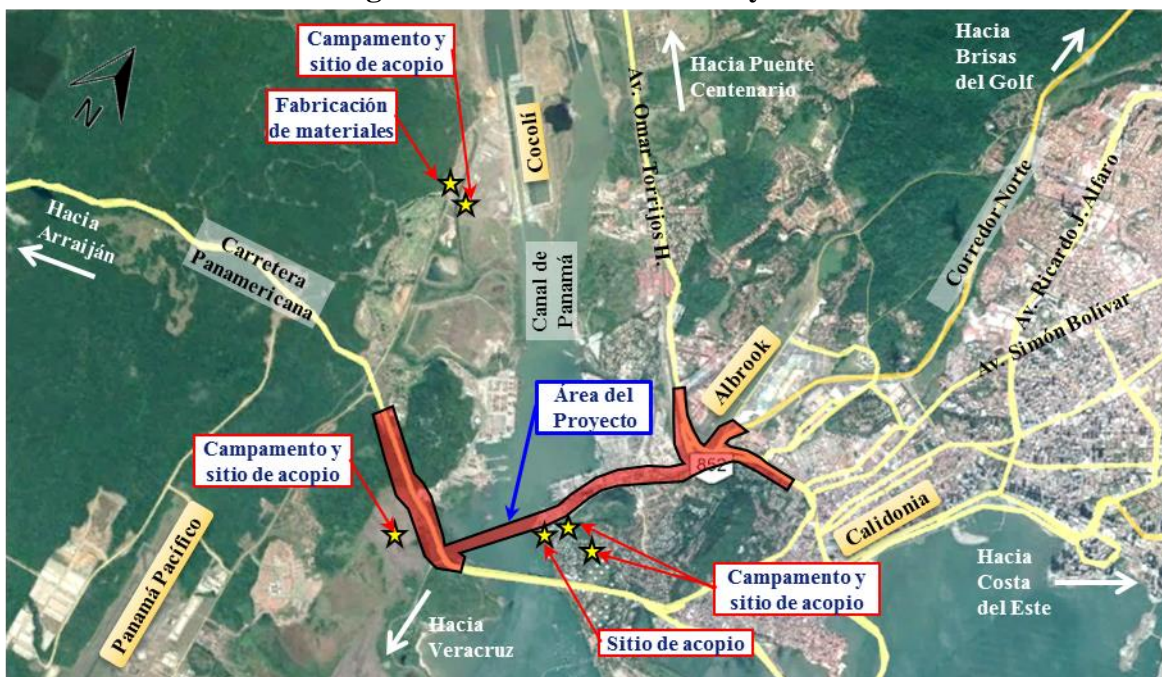 Campamento y
sitio de acopio
Fabricación
de materiales
N
Cocolí
Hacia Puente
Centenario
Av. Omar Torrijos H.
Hacia
Brisas
del Golf
Corredor Norte
Av. Ricardo J. Alfaro
Av. Simón Bolívar
Hacia
Arraiján
Carretera
Panamericana
Canal de
Panamá
Albrook
Área del
Proyecto
Campamento y
sitio de acopio
852
Calidonia
Panamá Pacífico
Hacia
Veracruz
Campamento y
sitio de acopio
Sitio de acopio
Hacia
Costa
del Este